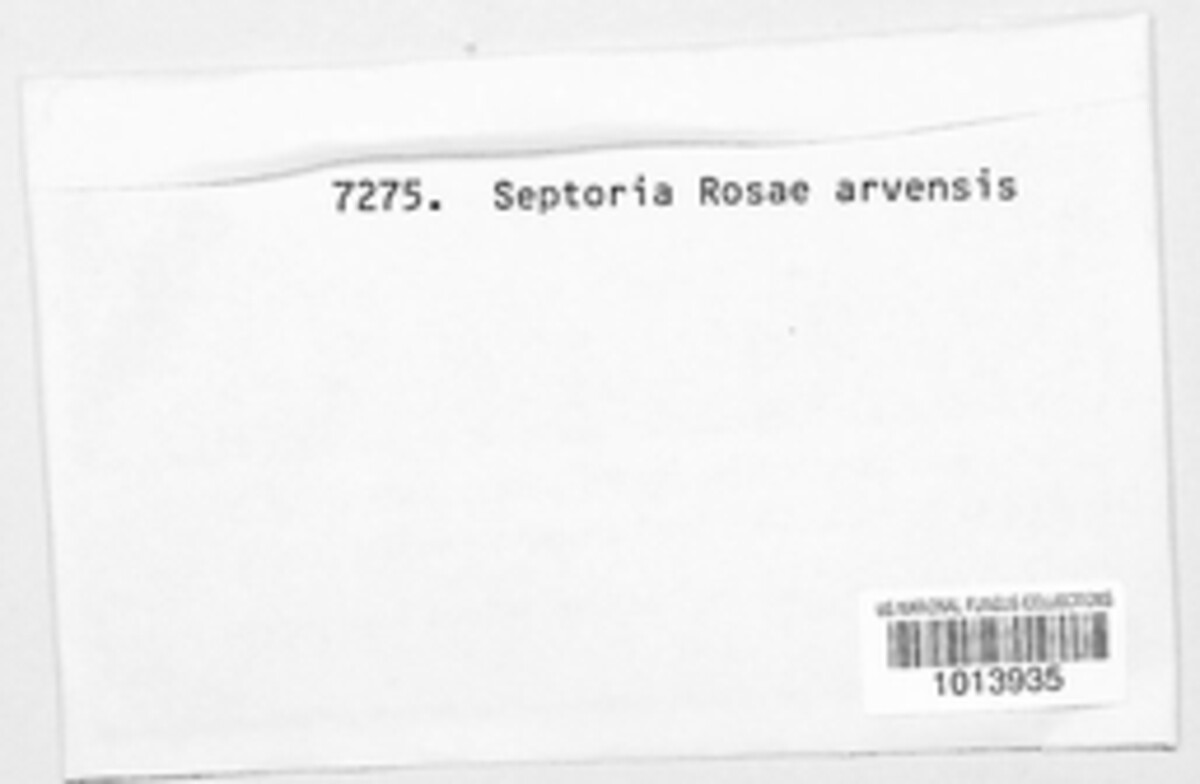 7275. Septoria Rosae arvensis
US NATIONAL FUNGUS COLLECTIONS
1013935